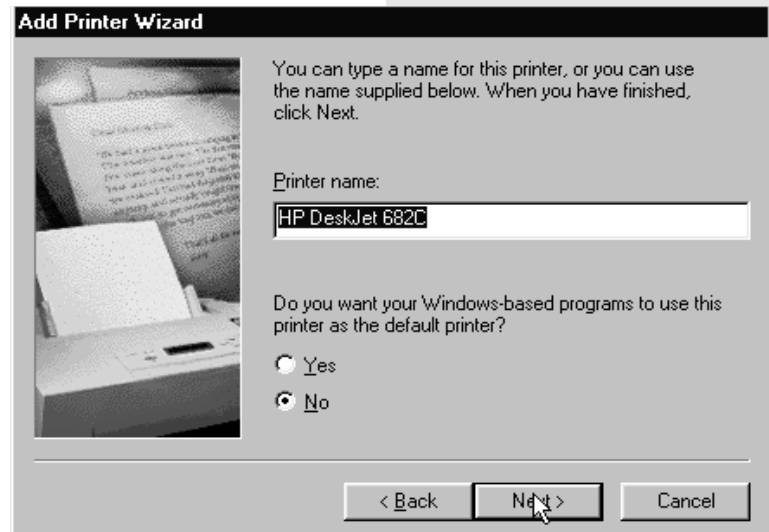 Add Printer Wizard
You can type a name for this printer, or you can use
the name supplied below. When you have finished,
click Next.
Printer name:
HP DeskJet 682C
Do you want your Windows-based programs to use this
printer as the default printer?
Yes
No
< Back
Next >
Cancel